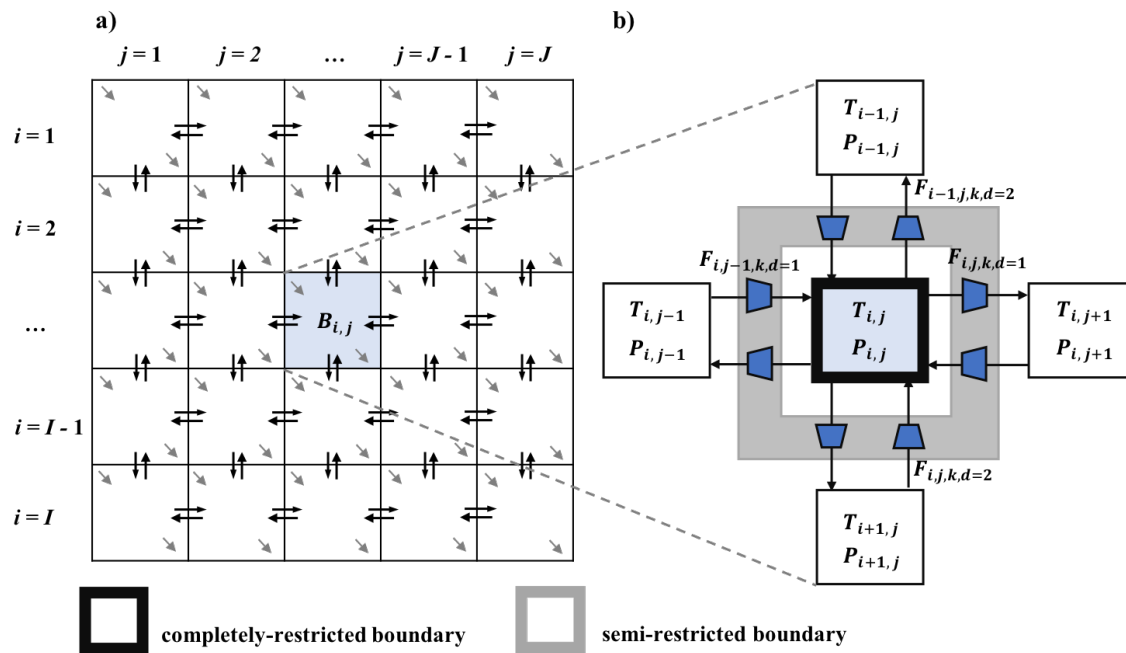 a)
b)
j = 1 j = 2 … j = J - 1 j = J
i = 1
i = 2
…
i = I - 1
i = I
B_{i,j}
T_{i-1,j}
P_{i-1,j}
F_{i-1,j,k,d=2}
F_{i,j-1,k,d=1}
F_{i,j,k,d=1}
T_{i,j-1}
P_{i,j-1}
T_{i,j}
P_{i,j}
T_{i,j+1}
P_{i,j+1}
F_{i,j,k,d=2}
T_{i+1,j}
P_{i+1,j}
completely-restricted boundary
semi-restricted boundary